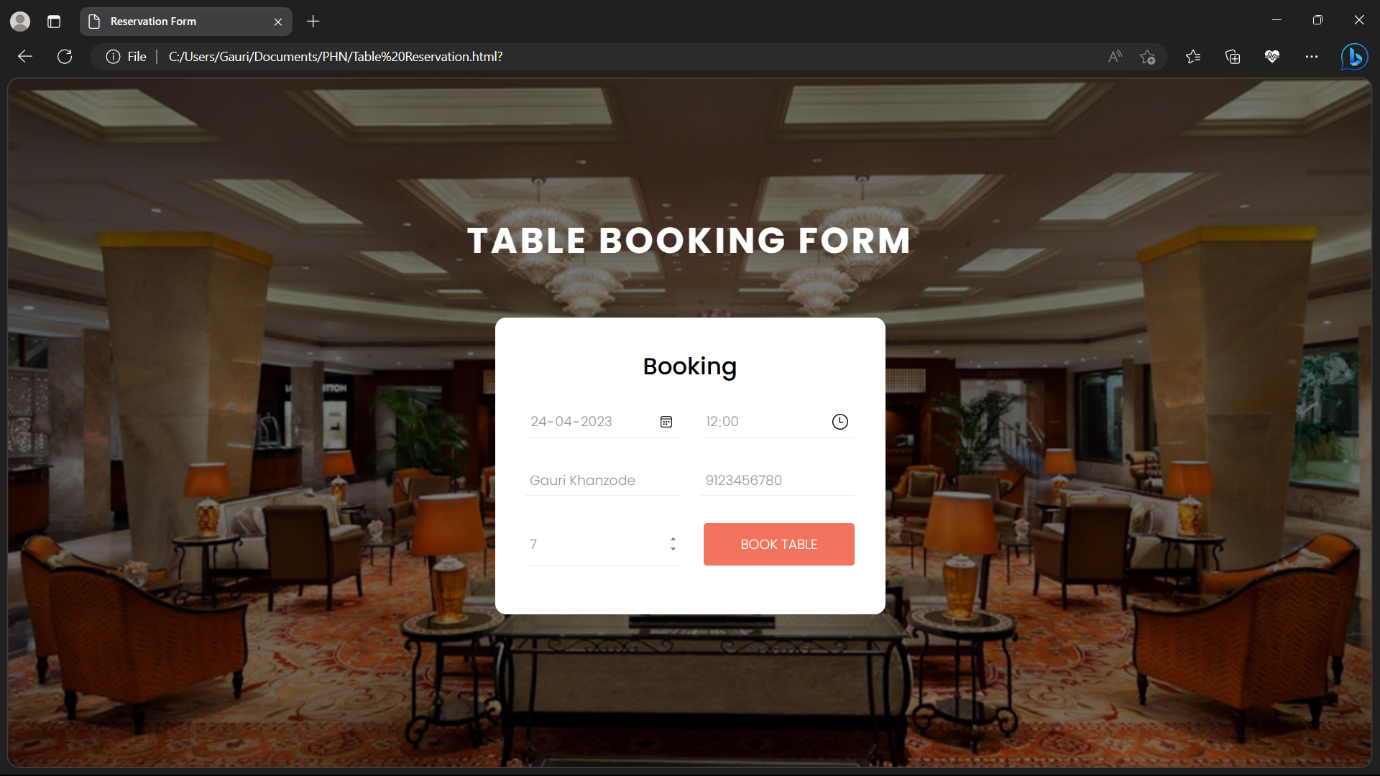 Reservation Form
File
C:/Users/Gauri/Documents/PHN/Table%20Reservation.html?
TABLE BOOKING FORM
Booking
24-04-2023
12:00
Gauri Khanzode
9123456780
7
BOOK TABLE